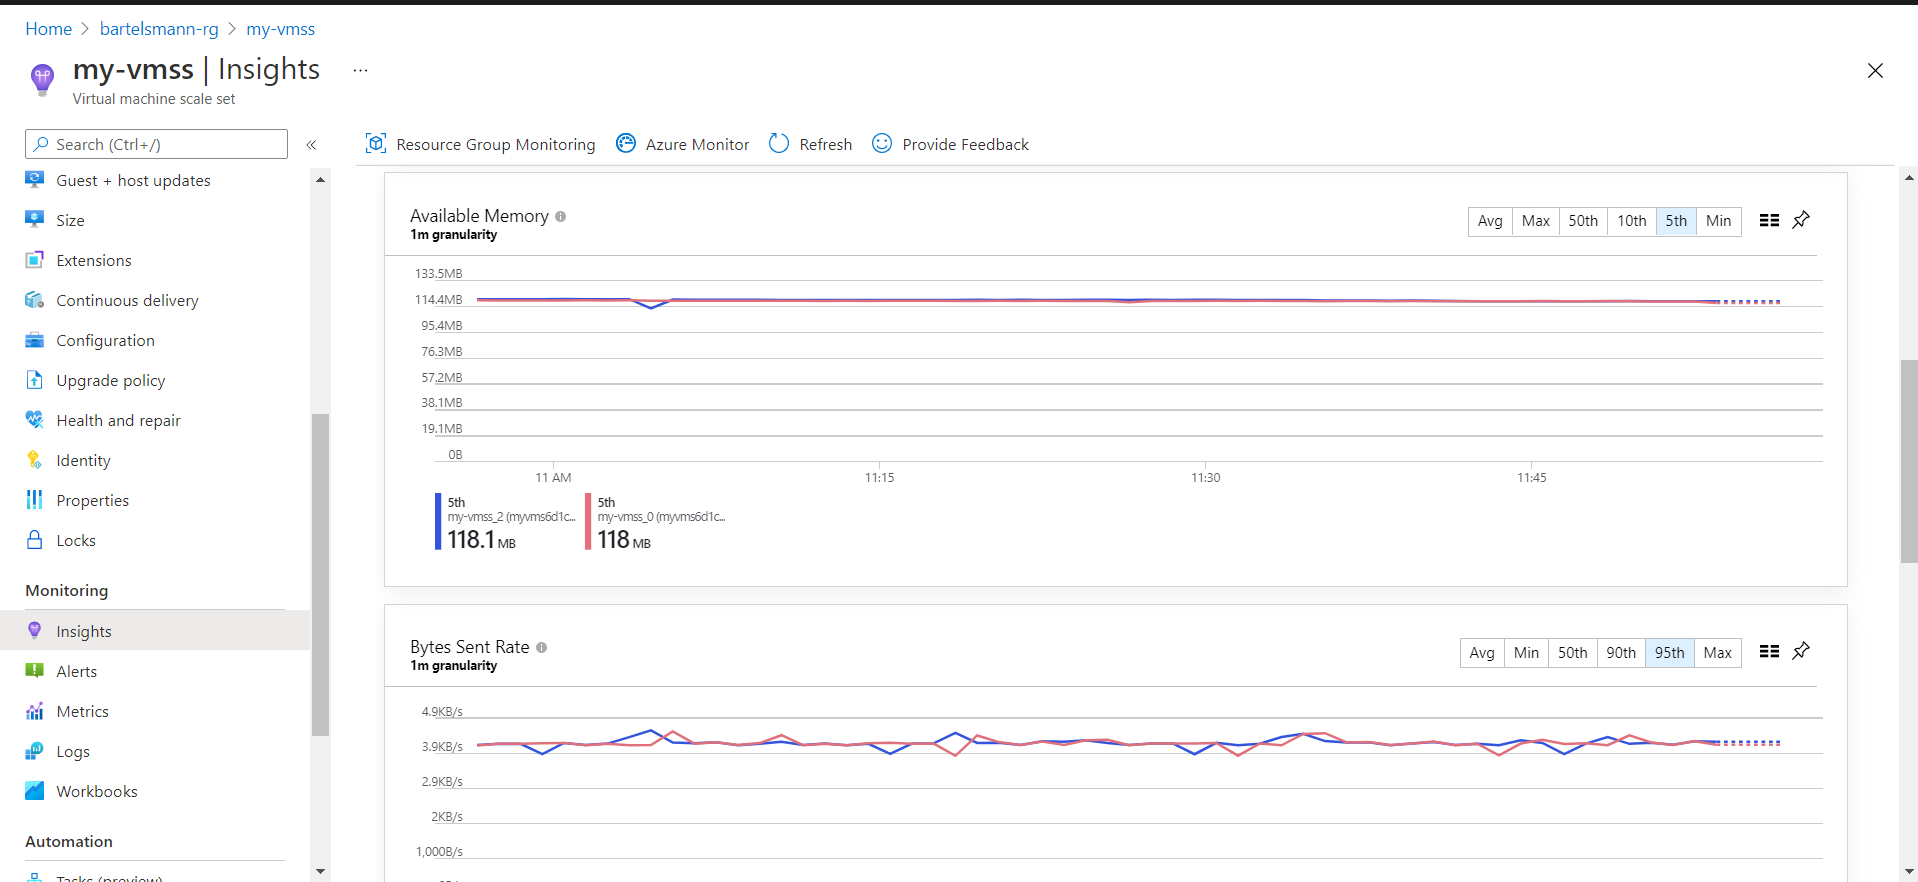 Home > bartelsmann-rg > my-vmss
my-vmss | Insights ...
Virtual machine scale set
Search (Ctrl+/) «
Guest + host updates
Size
Extensions
Continuous delivery
Configuration
Upgrade policy
Health and repair
Identity
Properties
Locks
Monitoring
Insights
Alerts
Metrics
Logs
Workbooks
Automation
Tasks (preview)
Resource Group Monitoring Azure Monitor Refresh Provide Feedback
Available Memory
1m granularity
Avg Max 50th 10th 5th Min
133.5MB
114.4MB
95.4MB
76.3MB
57.2MB
38.1MB
19.1MB
0B
11 AM 11:15 11:30 11:45
5th
my-vmss_2 (myvms6d1c...
118.1 MB
5th
my-vmss_0 (myvms6d1c...
118 MB
Bytes Sent Rate
1m granularity
Avg Min 50th 90th 95th Max
4.9KB/s
3.9KB/s
2.9KB/s
2KB/s
1,000B/s